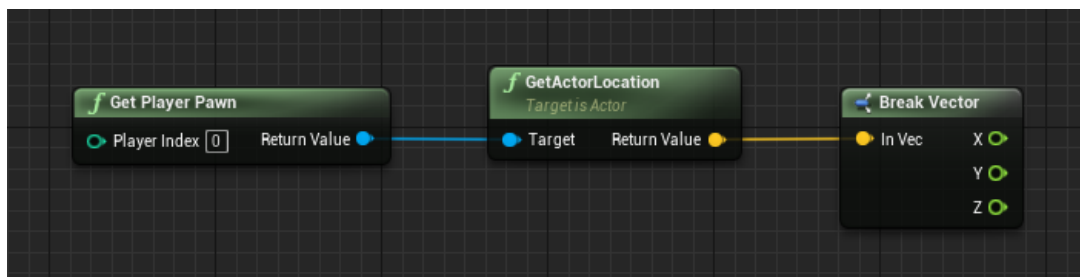 f Get Player Pawn
Player Index 0 Return Value
f GetActorLocation
Target is Actor
Target Return Value
Break Vector
In Vec X
Y
Z